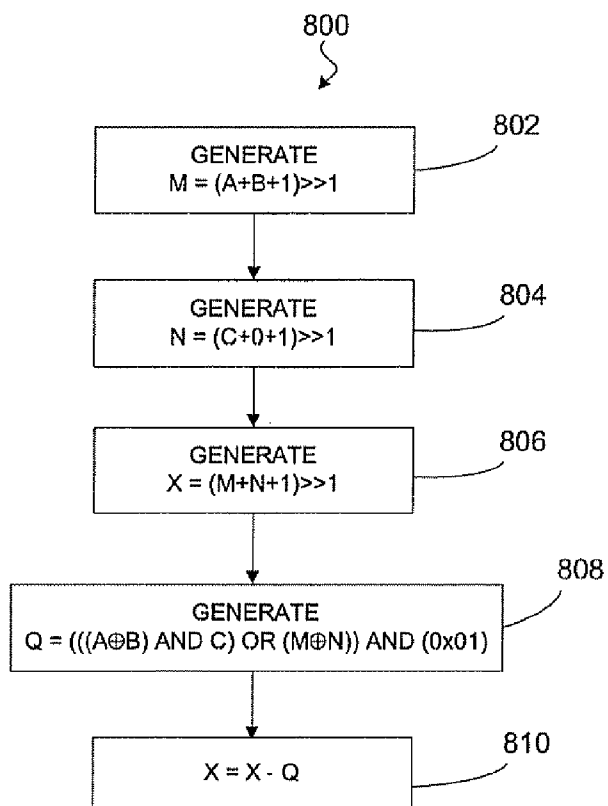 800
802
GENERATE
M = (A+B+1)>>1
804
GENERATE
N = (C+0+1)>>1
806
GENERATE
X = (M+N+1)>>1
808
GENERATE
Q = (((A⊕B) AND C) OR (M⊕N)) AND (0x01)
810
X = X - Q